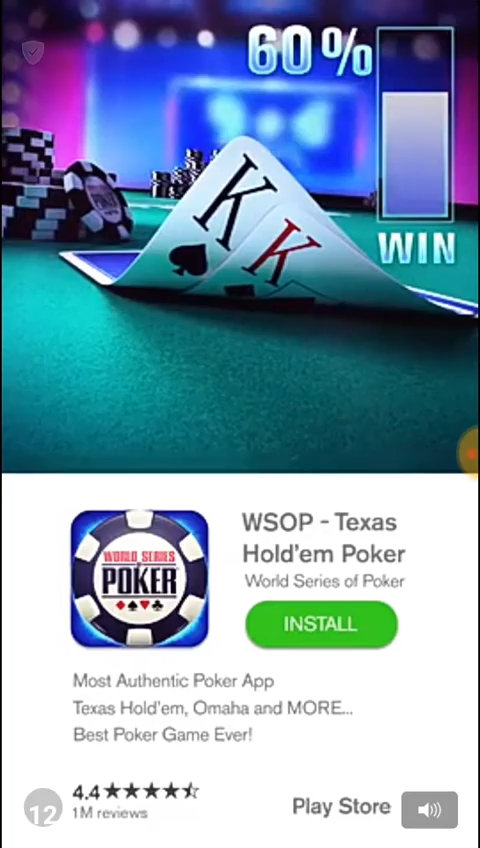 60%
WIN
K
K
WSOP - Texas
Hold'em Poker
World Series of Poker
WORLD SERIES
POKER
INSTALL
Most Authentic Poker App
Texas Hold'em, Omaha and MORE...
Best Poker Game Ever!
4.4
1M reviews
12
Play Store